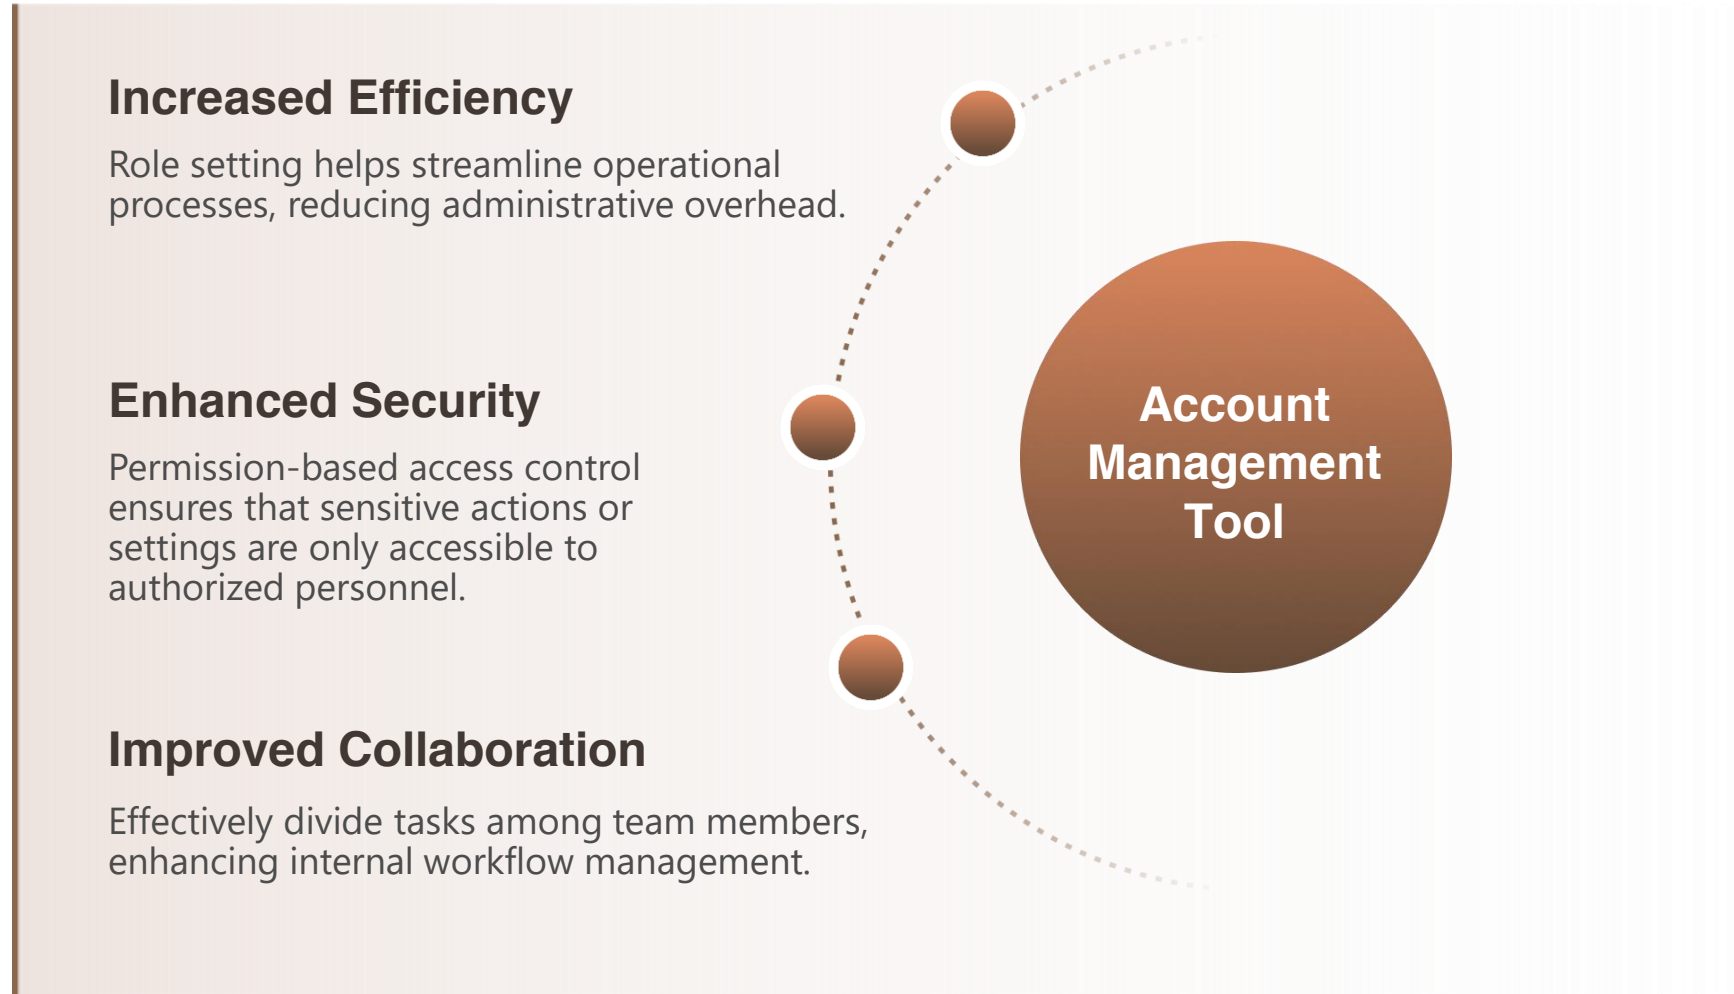 Increased Efficiency
Role setting helps streamline operational
processes, reducing administrative overhead.
Enhanced Security
Permission-based access control
ensures that sensitive actions or
settings are only accessible to
authorized personnel.
Improved Collaboration
Effectively divide tasks among team members,
enhancing internal workflow management.
Account
Management
Tool